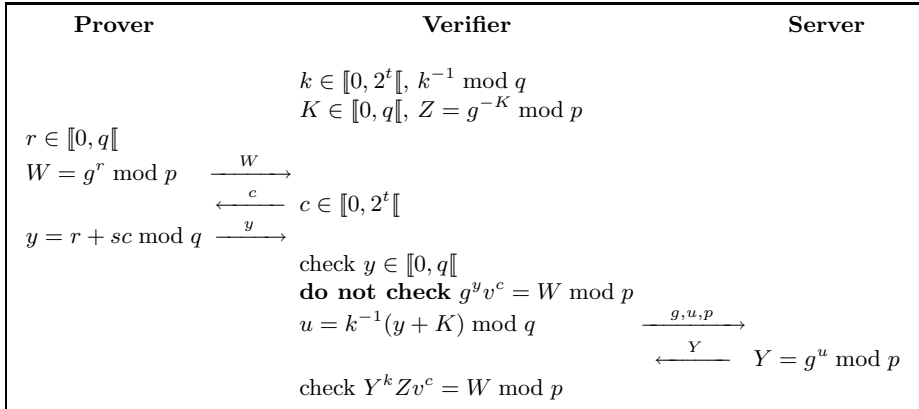 Prover Verifier Server
k ∈ ⟦0, 2^t⟦, k^{−1} mod q
K ∈ ⟦0, q⟦, Z = g^{−K} mod p
r ∈ ⟦0, q⟦
W = g^r mod p W
c c ∈ ⟦0, 2^t⟦
y = r + sc mod q y
check y ∈ ⟦0, q⟦
do not check g^y v^c = W mod p
u = k^{−1}(y + K) mod q g,u,p
Y Y = g^u mod p
check Y^k Z v^c = W mod p